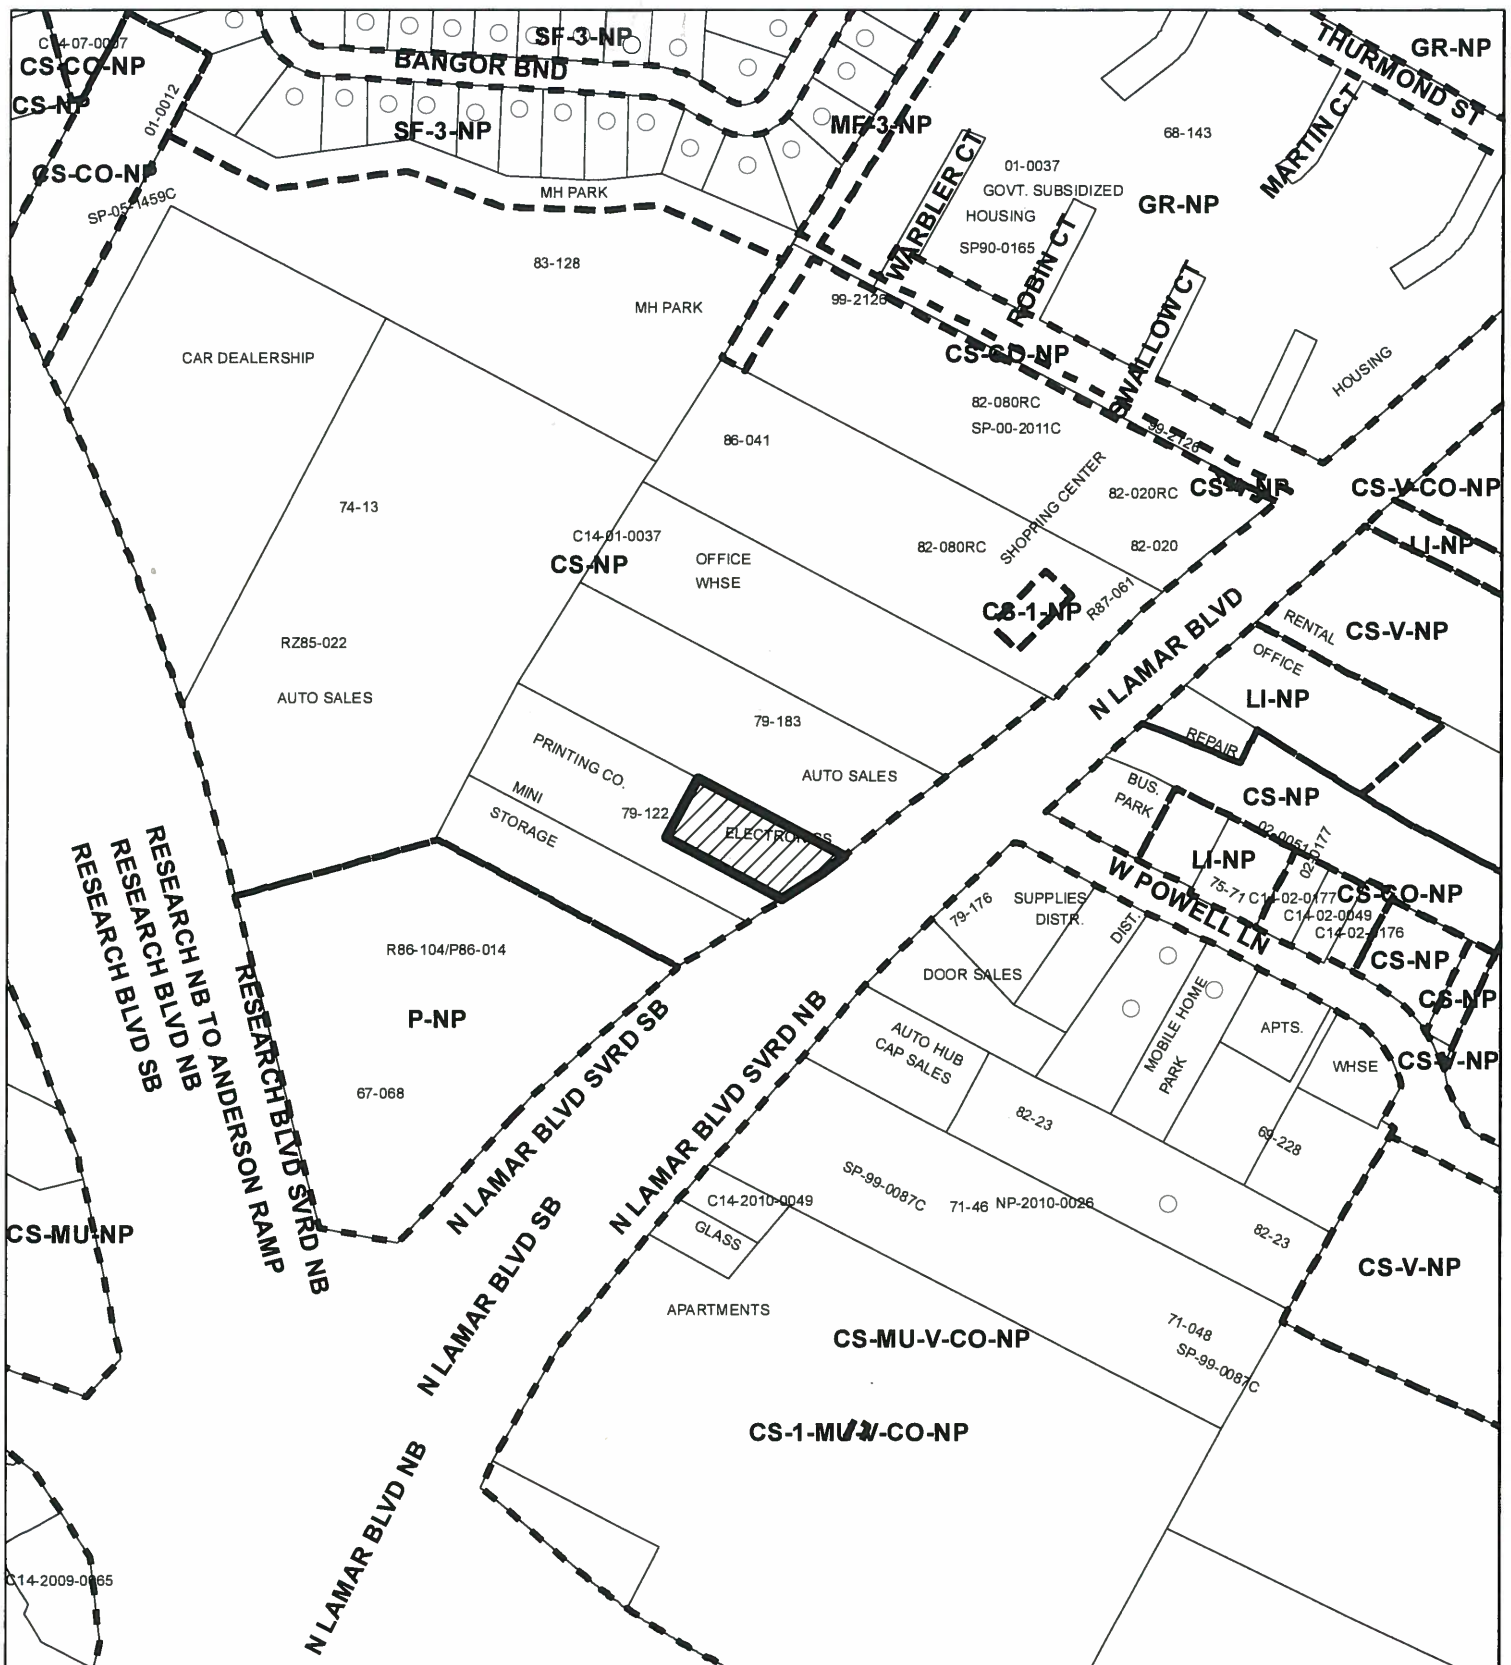 C14-07-0097
CS-CO-NP
CS-NP
01-0012
CS-CO-NP
SP-05-1459C
SF-3-NP
BANGOR BND
SF-3-NP
MH PARK
MF-3-NP
THURMOND ST
GR-NP
MARTIN CT
68-143
WARBLER CT
01-0037
GOVT. SUBSIDIZED
HOUSING
SP90-0165
GR-NP
ROBIN CT
SWALLOW CT
HOUSING
83-128
MH PARK
99-2126
CS-CO-NP
CAR DEALERSHIP
82-080RC
SP-00-2011C
99-2126
86-041
SHOPPING CENTER
82-020RC
CS-V-CO-NP
LI-NP
74-13
C14-01-0037
CS-NP
OFFICE
WHSE
82-080RC
82-020
CS-1-NP
R87-061
N LAMAR BLVD
RENTAL
CS-V-NP
OFFICE
LI-NP
RZ85-022
AUTO SALES
79-183
REPAIR
PRINTING CO.
AUTO SALES
BUS.
PARK
CS-NP
MINI
STORAGE
79-122
ELECTRONICS
02-0051
02-0177
LI-NP
75-71
C14-02-0177
CS-CO-NP
C14-02-0049
C14-02-0176
W POWELL LN
CS-NP
CS-NP
CS-V-NP
RESEARCH NB TO ANDERSON RAMP
RESEARCH BLVD NB
RESEARCH BLVD SB
RESEARCH BLVD SVRD NB
R86-104/P86-014
P-NP
67-068
79-176
SUPPLIES
DISTR.
DIST.
DOOR SALES
MOBILE HOME
PARK
APTS.
WHSE
AUTO HUB
CAP SALES
82-23
69-228
N LAMAR BLVD SVRD SB
N LAMAR BLVD SVRD NB
SP-99-0087C
71-46
NP-2010-0026
C14-2010-0049
GLASS
82-23
CS-MU-NP
CS-V-NP
N LAMAR BLVD SB
APARTMENTS
CS-MU-V-CO-NP
71-048
SP-99-0087C
CS-1-MU-V-CO-NP
N LAMAR BLVD NB
C14-2009-0065